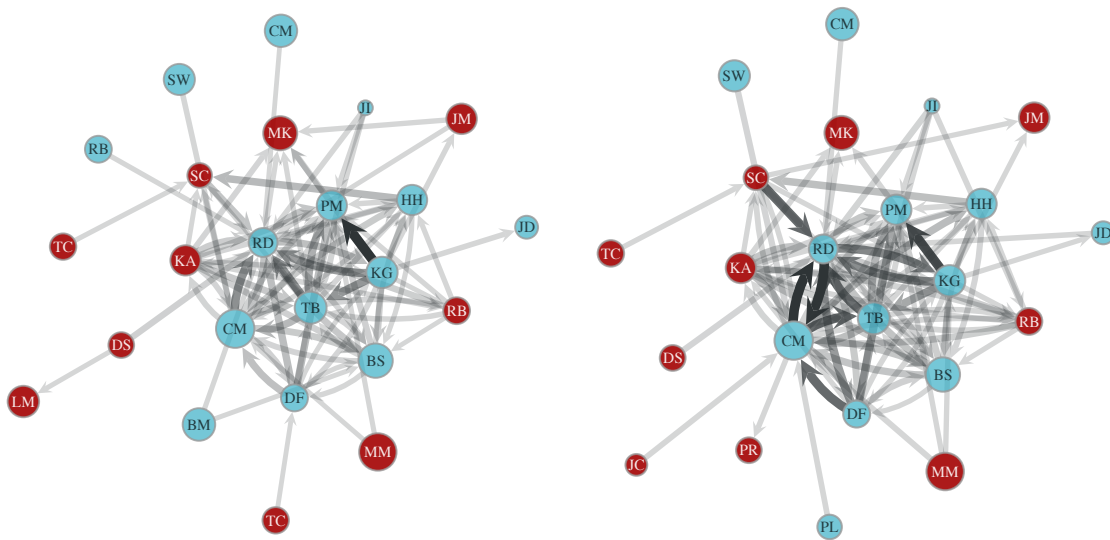 CM
SW
JI
JM
MK
RB
SC
PM
HH
JD
TC
RD
KA
KG
TB
RB
CM
DS
BS
LM
DF
BM
MM
TC
CM
SW
JI
JM
MK
SC
HH
PM
JD
RD
TC
KA
KG
TB
RB
CM
DS
BS
DF
PR
JC
MM
PL